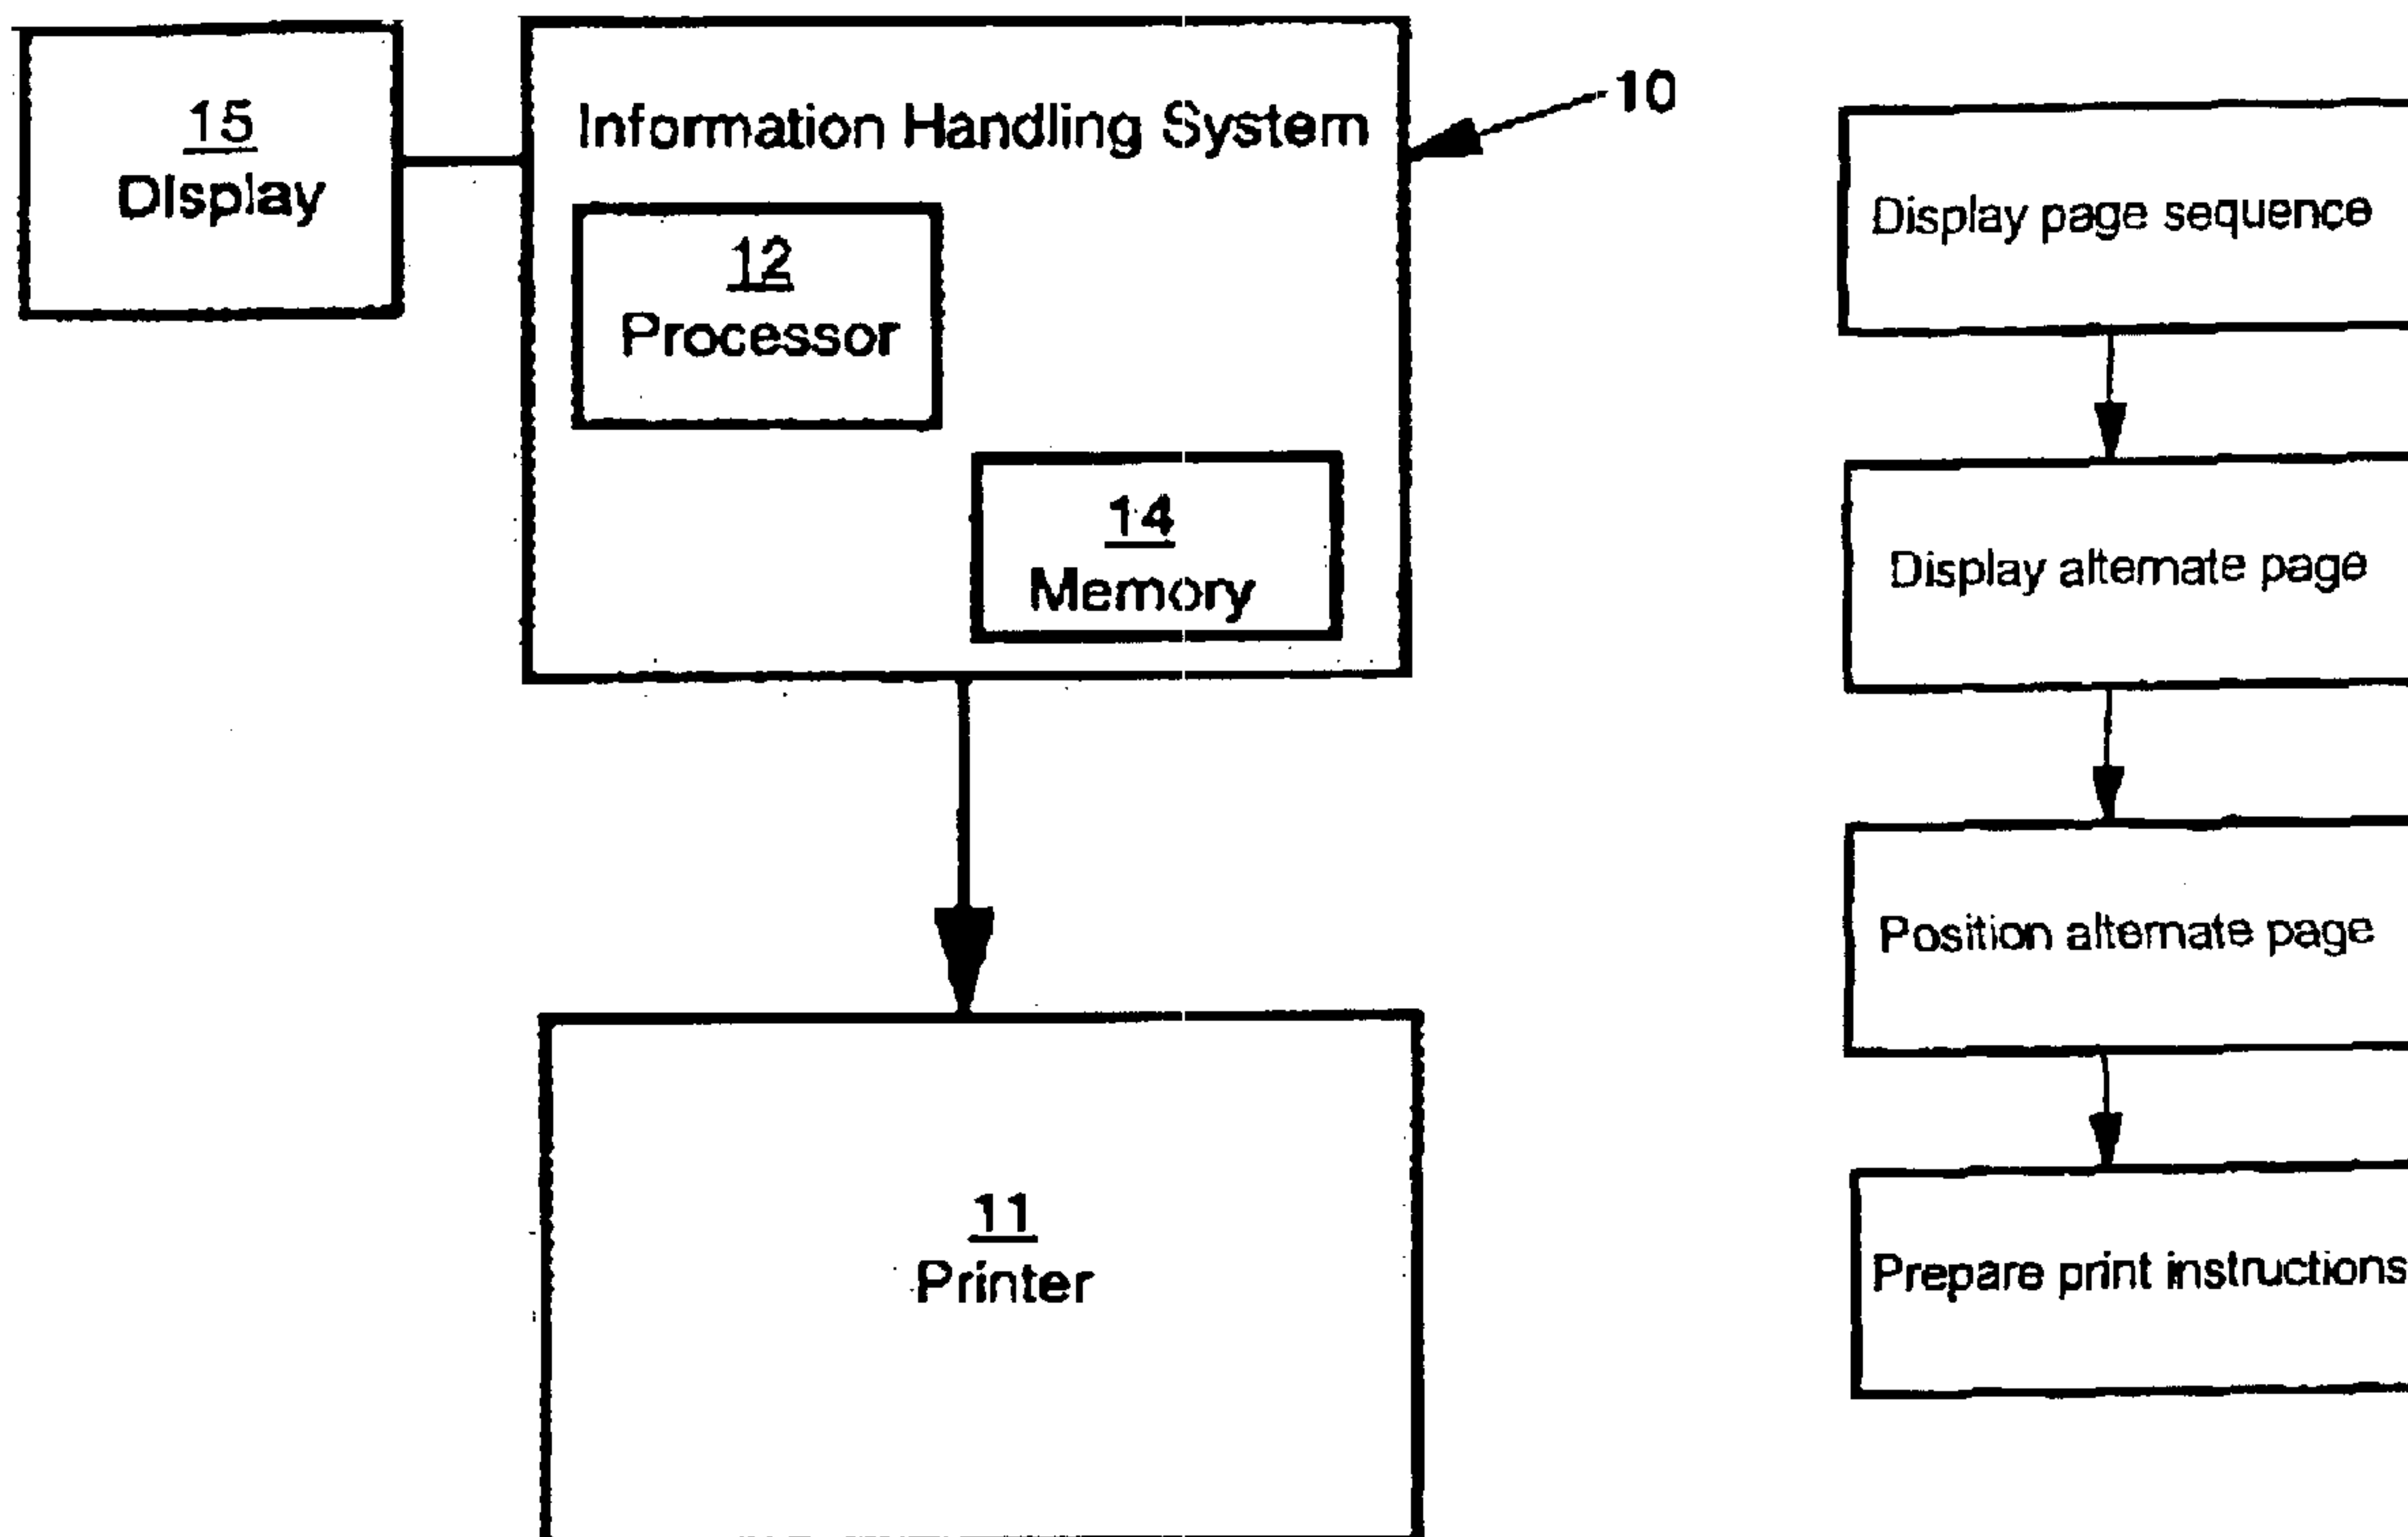 15
Display
Information Handling System
10
12
Processor
14
Memory
11
Printer
Display page sequence
Display alternate page
Position alternate page
Prepare print instructions